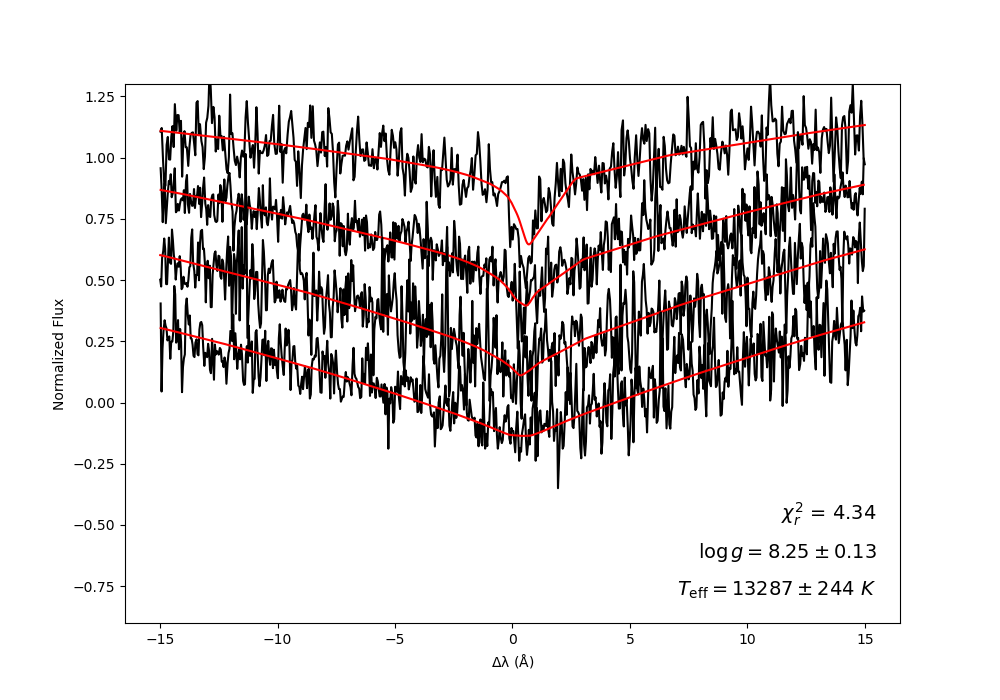 1.25
1.00
0.75
0.50
0.25
0.00
−0.25
−0.50
−0.75
Normalized Flux
χ²ᵣ = 4.34
log g = 8.25 ± 0.13
T_eff = 13287 ± 244 K
−15 −10 −5 0 5 10 15
Δλ (Å)